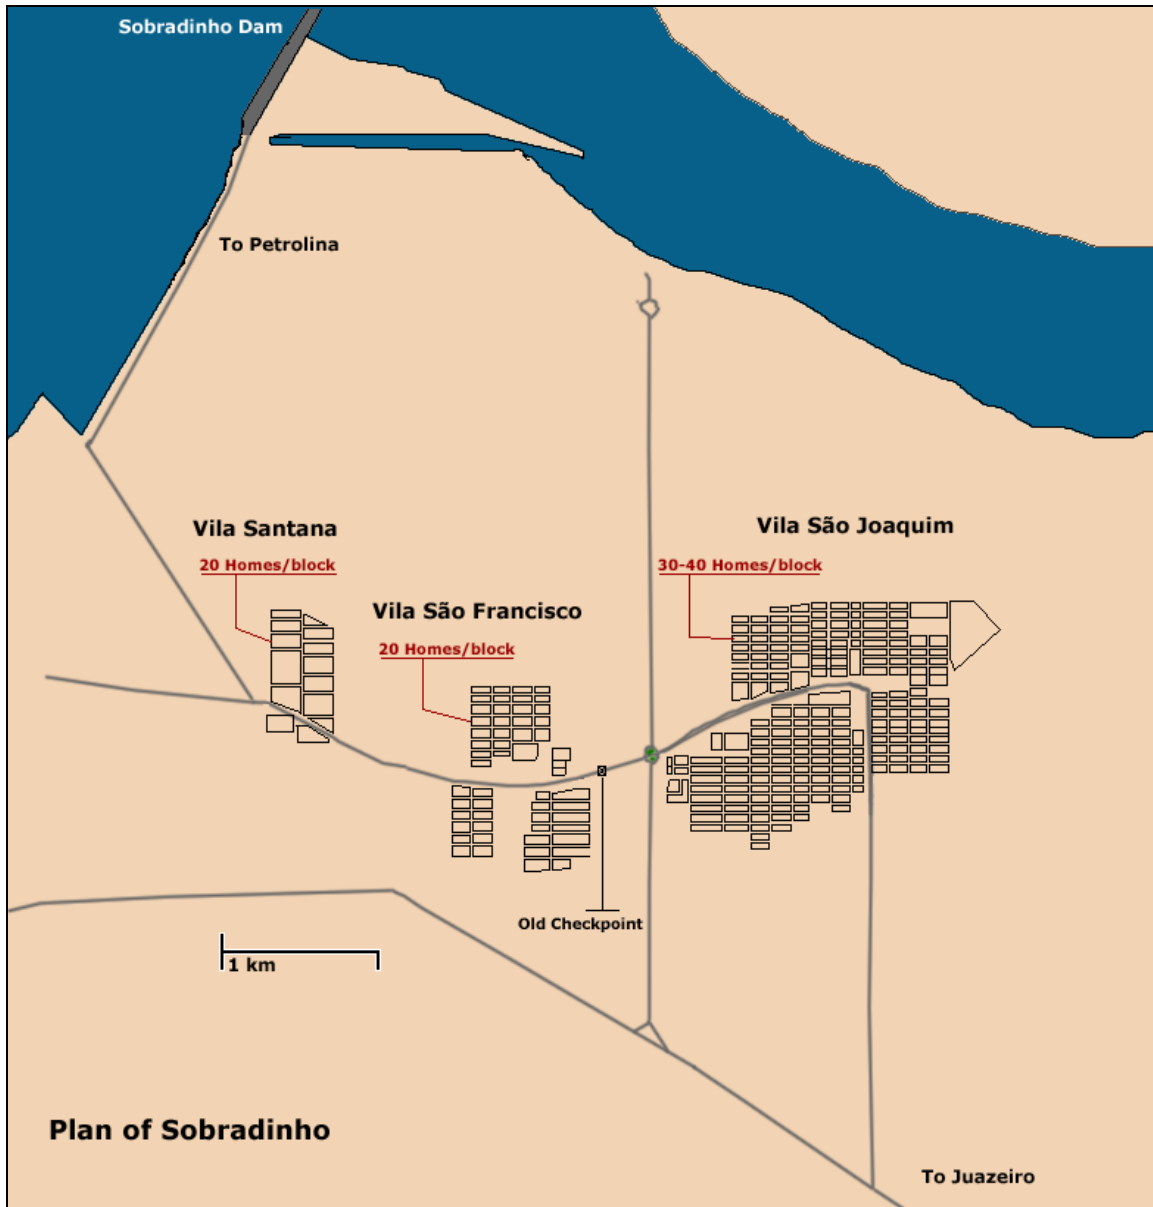 Sobradinho Dam
To Petrolina
Vila Santana
20 Homes/block
Vila São Francisco
20 Homes/block
Vila São Joaquim
30-40 Homes/block
Old Checkpoint
1 km
Plan of Sobradinho
To Juazeiro